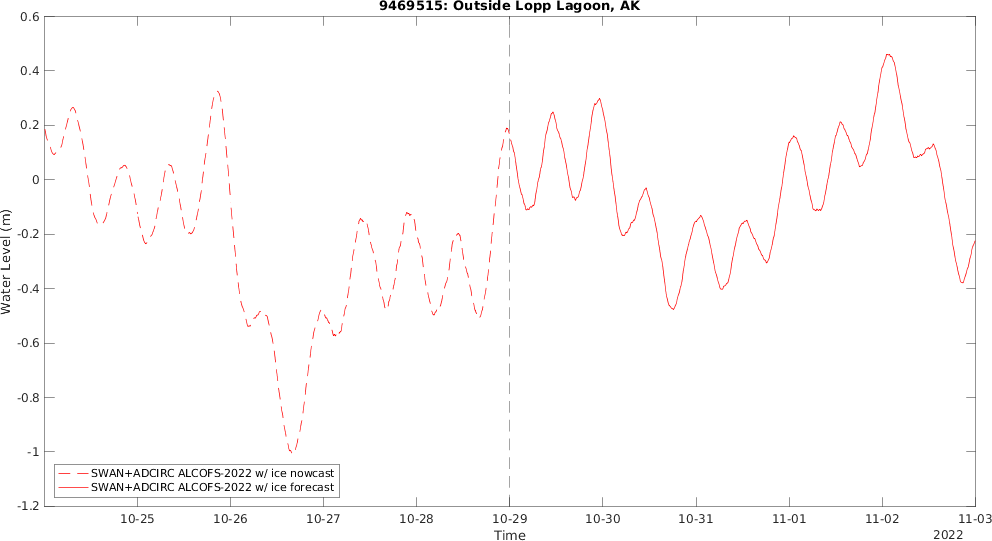 9469515: Outside Lopp Lagoon, AK
0.6
0.4
0.2
0
-0.2
-0.4
-0.6
-0.8
-1
-1.2
Water Level (m)
SWAN+ADCIRC ALCOFS-2022 w/ ice nowcast
SWAN+ADCIRC ALCOFS-2022 w/ ice forecast
10-25 10-26 10-27 10-28 10-29 10-30 10-31 11-01 11-02 11-03
Time
2022